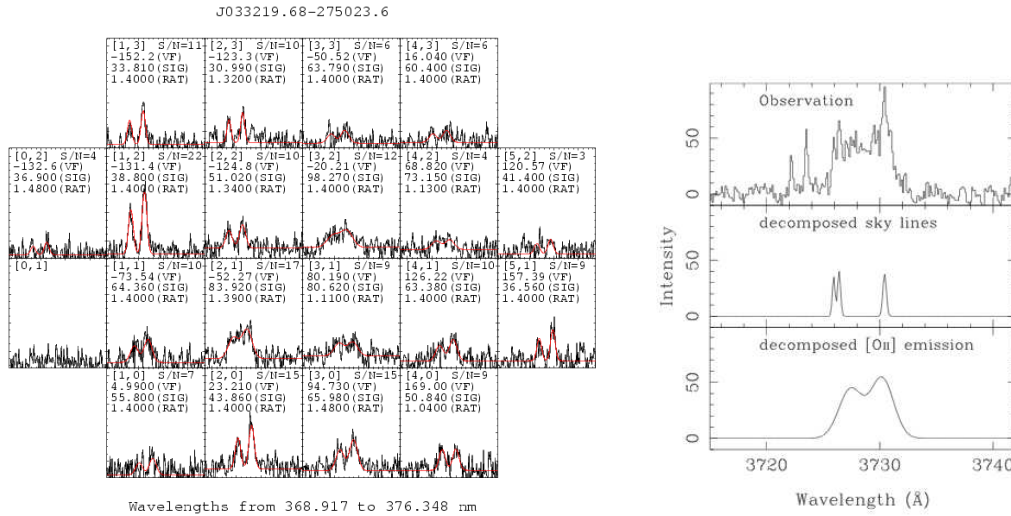 J033219.68-275023.6
[1,3] S/N=11
-152.2(VF)
33.810(SIG)
1.4000(RAT)
[2,3] S/N=10
-123.3(VF)
30.990(SIG)
1.3200(RAT)
[3,3] S/N=6
-50.52(VF)
63.790(SIG)
1.4000(RAT)
[4,3] S/N=6
16.040(VF)
60.400(SIG)
1.4000(RAT)
[0,2] S/N=4
-132.6(VF)
36.900(SIG)
1.4800(RAT)
[1,2] S/N=22
-131.4(VF)
38.800(SIG)
1.4000(RAT)
[2,2] S/N=10
-124.8(VF)
51.020(SIG)
1.3400(RAT)
[3,2] S/N=12
-20.21(VF)
98.270(SIG)
1.4000(RAT)
[4,2] S/N=4
68.820(VF)
73.150(SIG)
1.1300(RAT)
[5,2] S/N=3
120.57(VF)
41.400(SIG)
1.4000(RAT)
[0,1]
[1,1] S/N=10
-73.54(VF)
64.360(SIG)
1.4000(RAT)
[2,1] S/N=17
-52.27(VF)
83.920(SIG)
1.3900(RAT)
[3,1] S/N=9
80.190(VF)
80.620(SIG)
1.1100(RAT)
[4,1] S/N=10
126.22(VF)
63.380(SIG)
1.4000(RAT)
[5,1] S/N=9
157.39(VF)
36.560(SIG)
1.4000(RAT)
[1,0] S/N=7
4.9900(VF)
55.800(SIG)
1.4000(RAT)
[2,0] S/N=15
23.210(VF)
43.860(SIG)
1.4000(RAT)
[3,0] S/N=15
94.730(VF)
65.980(SIG)
1.4800(RAT)
[4,0] S/N=9
169.00(VF)
50.840(SIG)
1.0400(RAT)
Wavelengths from 368.917 to 376.348 nm
Observation
50
0
decomposed sky lines
50
0
decomposed [OII] emission
50
0
Intensity
3720 3730 3740
Wavelength (Å)